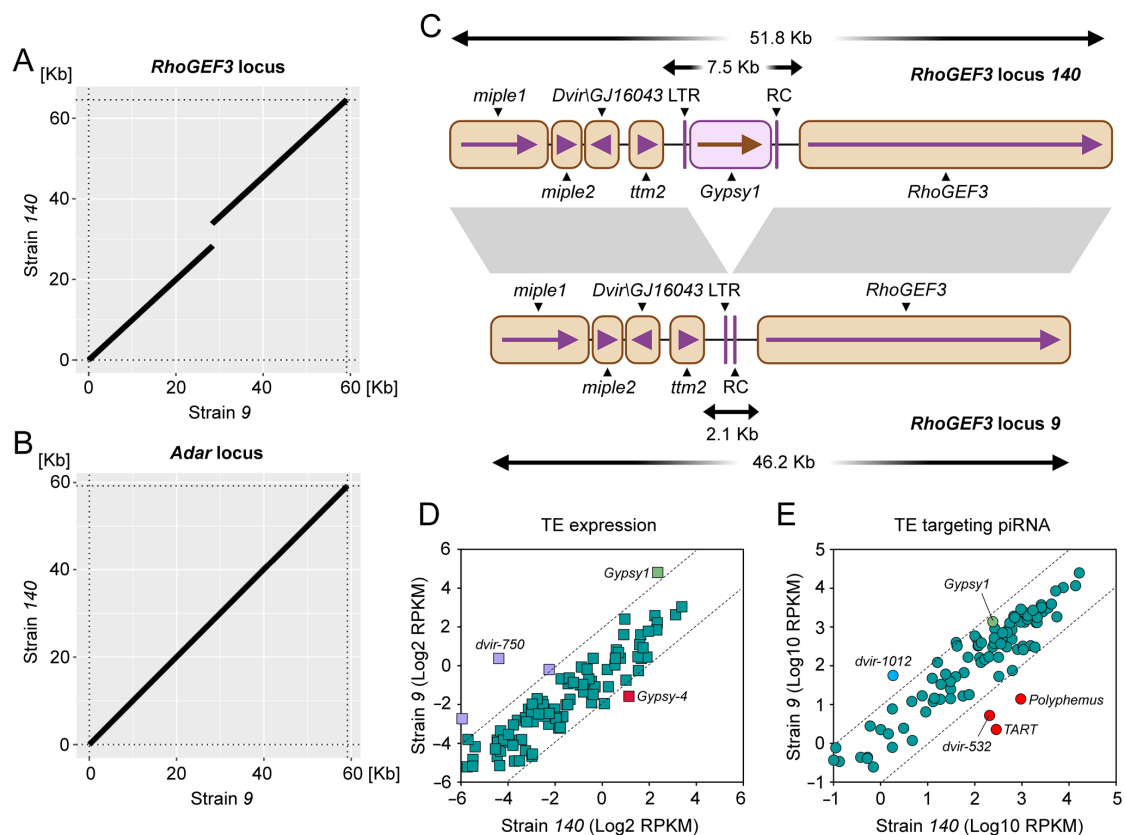 A
[Kb]
RhoGEF3 locus
60
40
20
0
Strain 140
0 20 40 60 [Kb]
Strain 9
B
[Kb]
Adar locus
60
40
20
0
Strain 140
0 20 40 60 [Kb]
Strain 9
C
51.8 Kb
7.5 Kb
RhoGEF3 locus 140
miple1 Dvir\GJ16043 LTR RC
miple2 ttm2 Gypsy1 RhoGEF3
miple1 Dvir\GJ16043 LTR RhoGEF3
miple2 ttm2 RC
2.1 Kb
RhoGEF3 locus 9
46.2 Kb
D
TE expression
Strain 9 (Log2 RPKM)
6
4
2
0
−2
−4
−6
Gypsy1
dvir-750
Gypsy-4
−6 −4 −2 0 2 4 6
Strain 140 (Log2 RPKM)
E
TE targeting piRNA
Strain 9 (Log10 RPKM)
5
4
3
2
1
0
−1
Gypsy1
dvir-1012
Polyphemus
TART
dvir-532
−1 0 1 2 3 4 5
Strain 140 (Log10 RPKM)